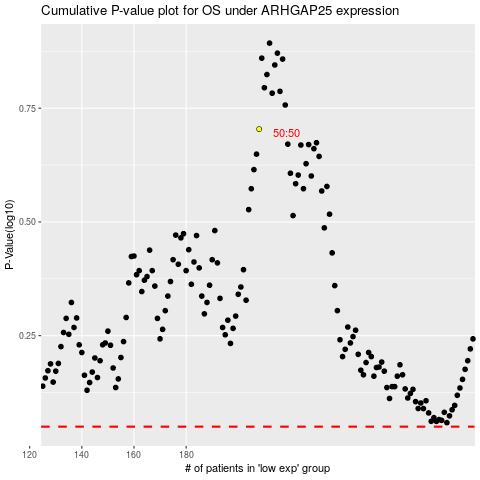 Cumulative P-value plot for OS under ARHGAP25 expression
P-Value(log10)
0.75
0.50
0.25
50:50
120 140 160 180
# of patients in 'low exp' group